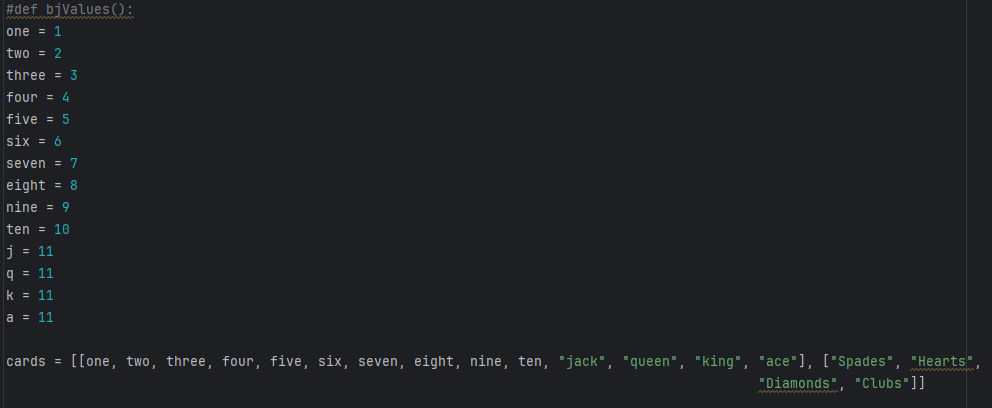 #def bjValues():
one = 1
two = 2
three = 3
four = 4
five = 5
six = 6
seven = 7
eight = 8
nine = 9
ten = 10
j = 11
q = 11
k = 11
a = 11
cards = [[one, two, three, four, five, six, seven, eight, nine, ten, "jack", "queen", "king", "ace"], ["Spades", "Hearts",
"Diamonds", "Clubs"]]